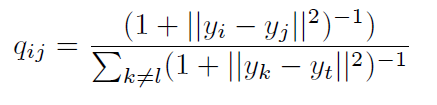 q_{ij} = \frac{(1 + ||y_i - y_j||^2)^{-1})}{\sum_{k \neq l}(1 + ||y_k - y_t||2)^{-1}}